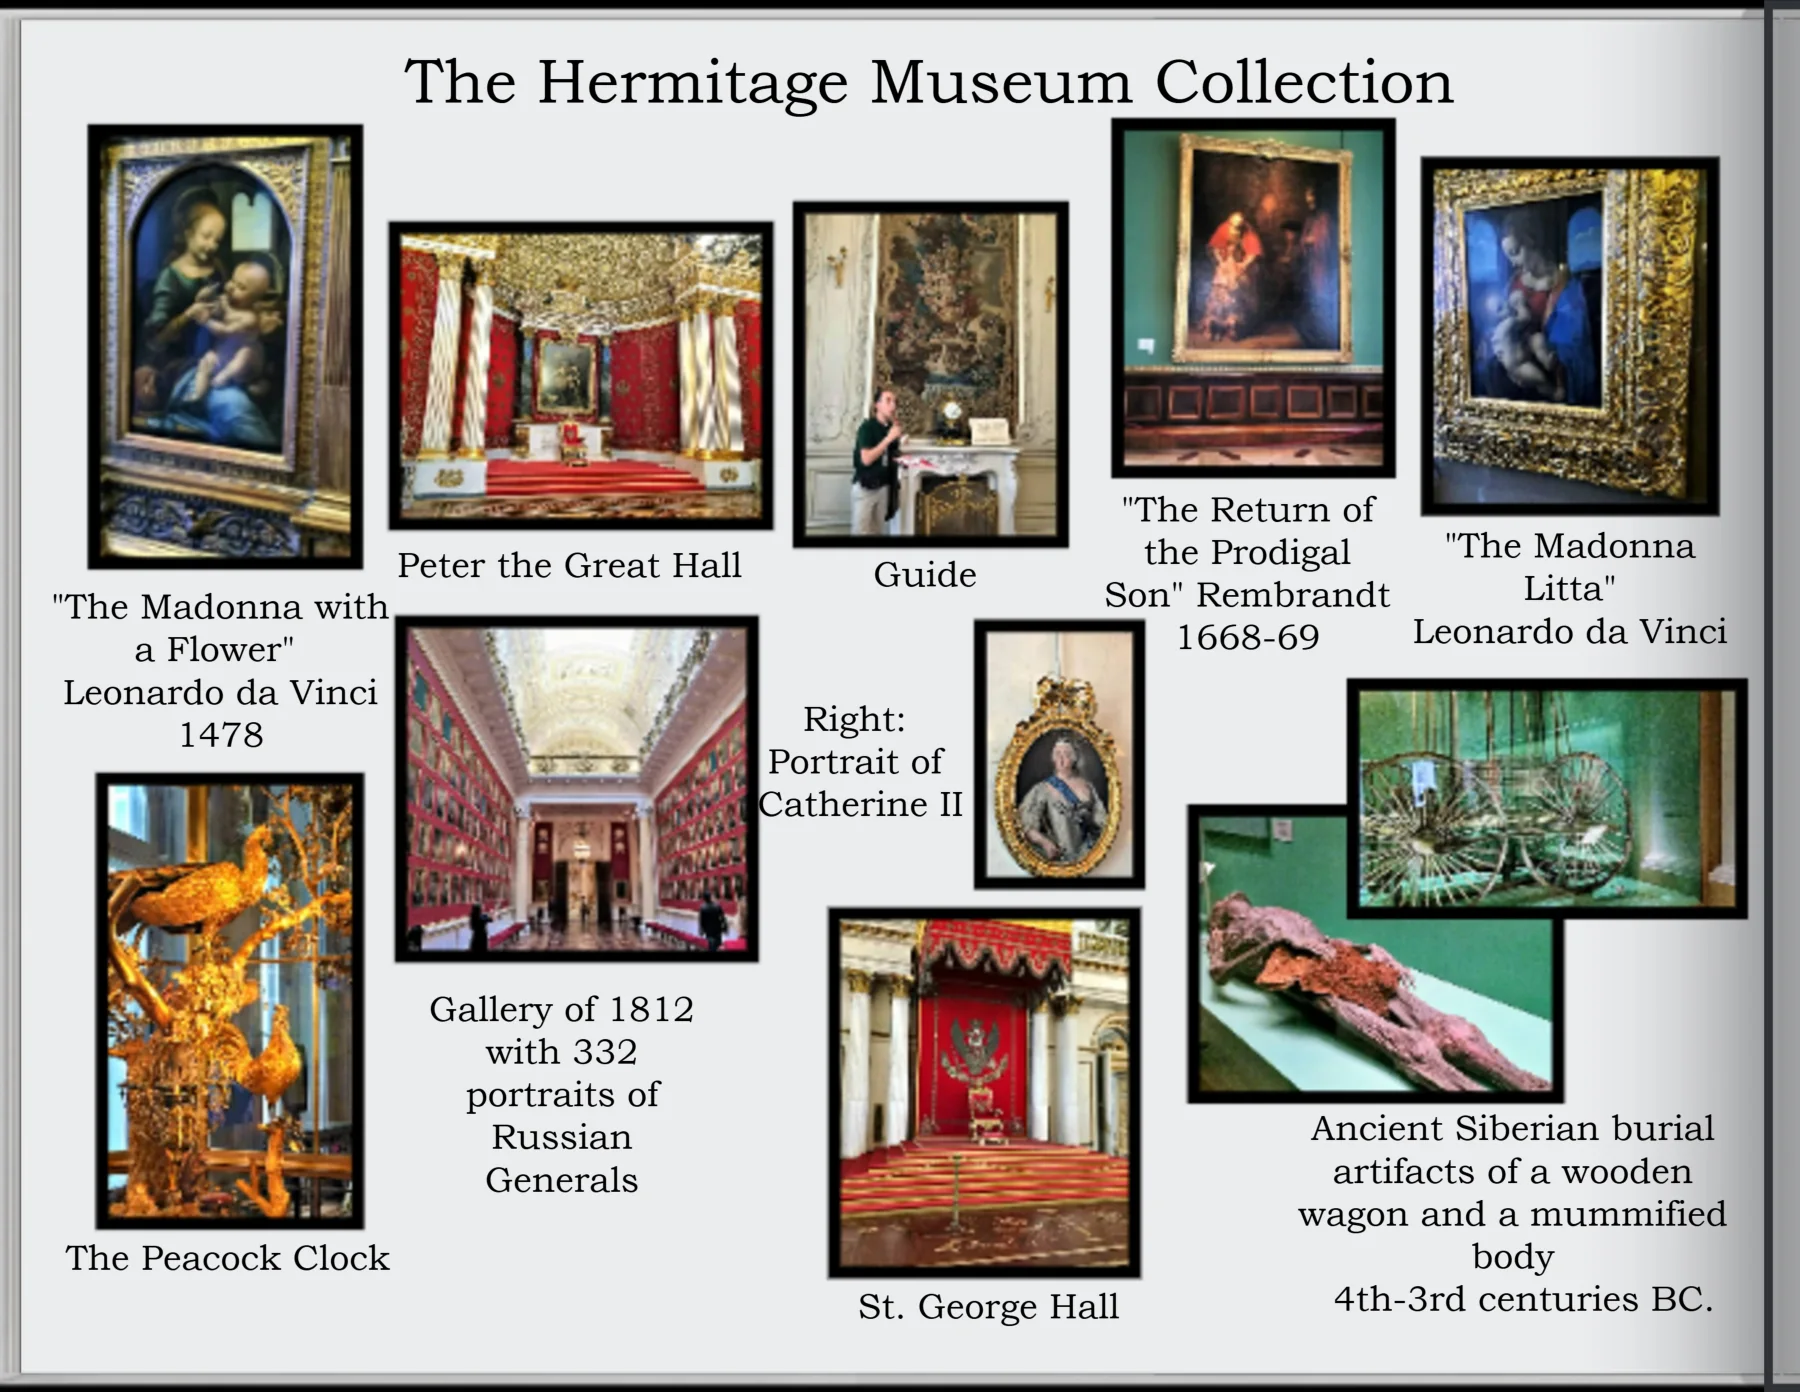 The Hermitage Museum Collection
"The Madonna with
a Flower"
Leonardo da Vinci
1478
Peter the Great Hall
Guide
"The Return of
the Prodigal
Son" Rembrandt
1668-69
"The Madonna
Litta"
Leonardo da Vinci
Right:
Portrait of
Catherine II
The Peacock Clock
Gallery of 1812
with 332
portraits of
Russian
Generals
St. George Hall
Ancient Siberian burial
artifacts of a wooden
wagon and a mummified
body
4th-3rd centuries BC.